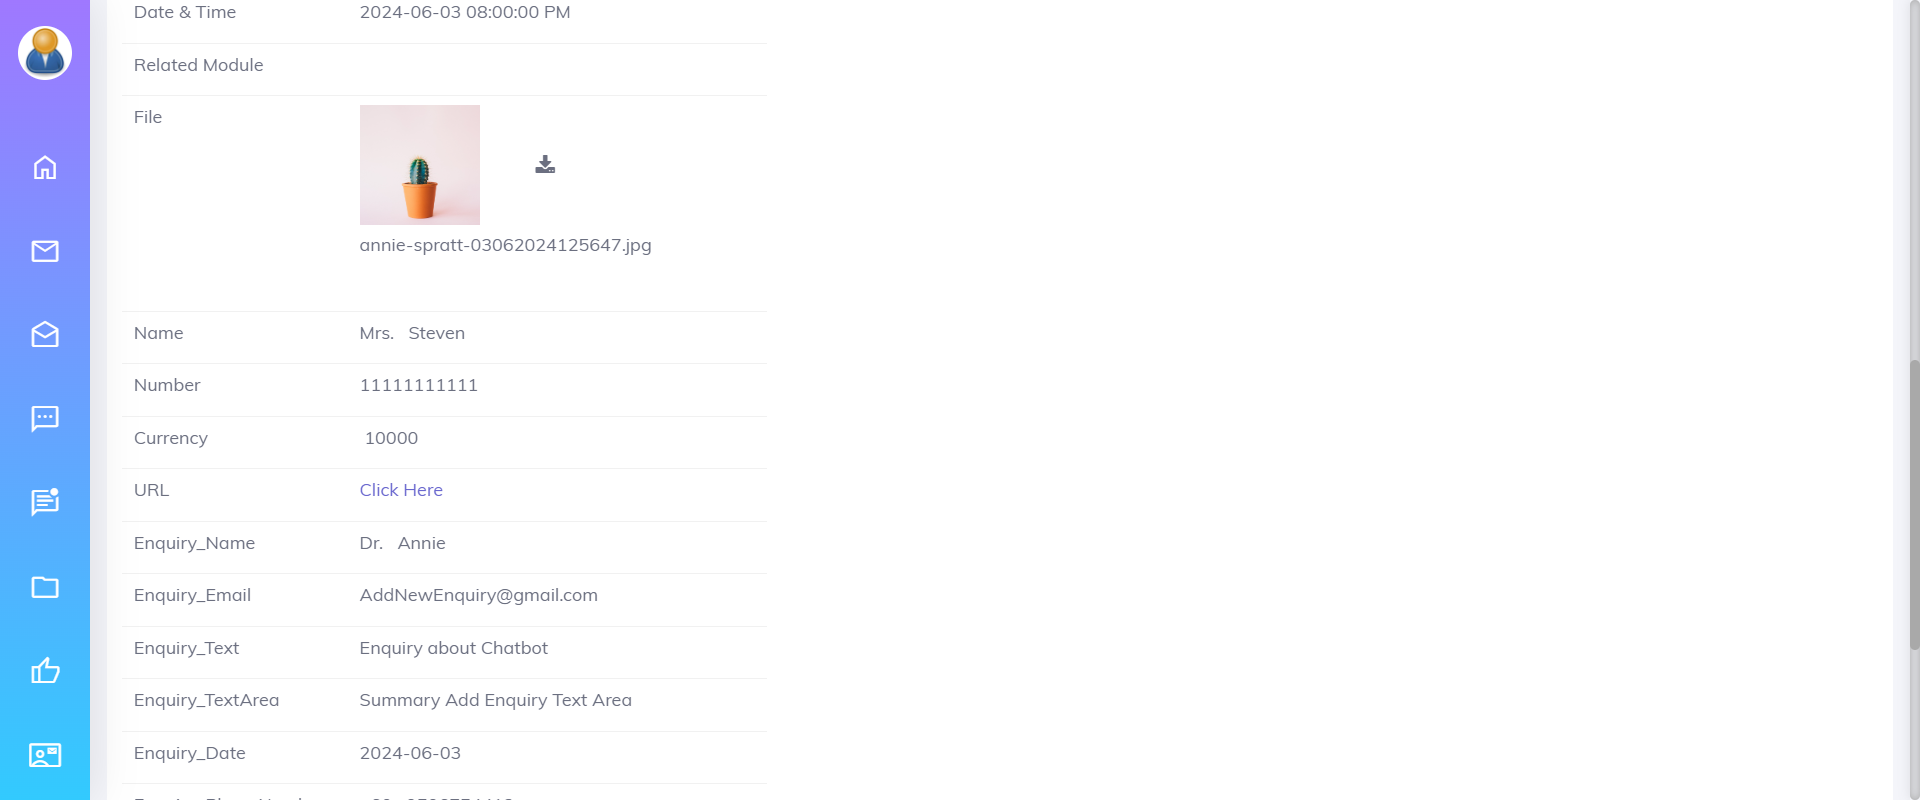 Date & Time 2024-06-03 08:00:00 PM
Related Module
File
annie-spratt-03062024125647.jpg
Name Mrs. Steven
Number 11111111111
Currency 10000
URL Click Here
Enquiry_Name Dr. Annie
Enquiry_Email AddNewEnquiry@gmail.com
Enquiry_Text Enquiry about Chatbot
Enquiry_TextArea Summary Add Enquiry Text Area
Enquiry_Date 2024-06-03